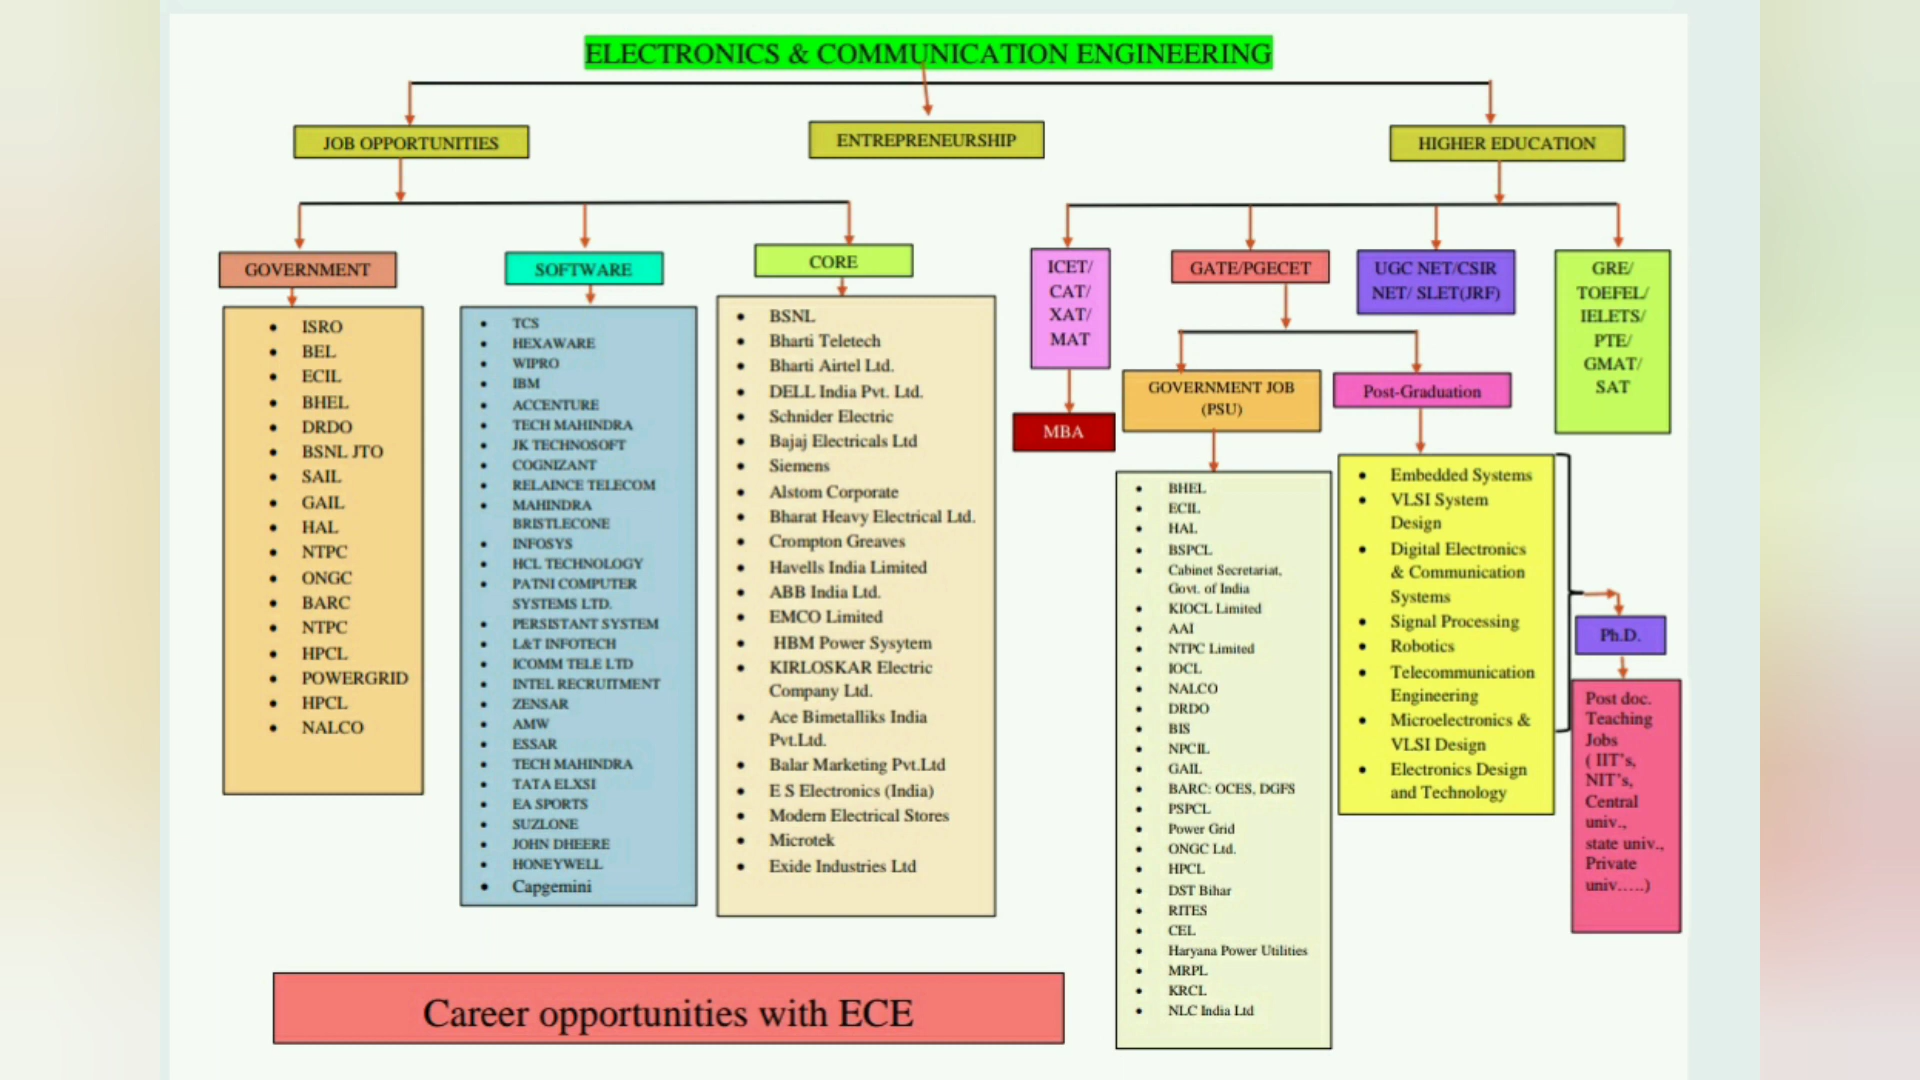 ELECTRONICS & COMMUNICATION ENGINEERING
JOB OPPORTUNITIES
ENTREPRENEURSHIP
HIGHER EDUCATION
GOVERNMENT
ISRO
BEL
ECIL
BHEL
DRDO
BSNL JTO
SAIL
GAIL
HAL
NTPC
ONGC
BARC
NTPC
HPCL
POWERGRID
HPCL
NALCO
SOFTWARE
TCS
HEXAWARE
WIPRO
IBM
ACCENTURE
TECH MAHINDRA
JK TECHNOSOFT
COGNIZANT
RELAINCE TELECOM
MAHINDRA
BRISTLECONE
INFOSYS
HCL TECHNOLOGY
PATNI COMPUTER
SYSTEMS LTD.
PERSISTANT SYSTEM
L&T INFOTECH
ICOMM TELE LTD
INTEL RECRUITMENT
ZENSAR
AMW
ESSAR
TECH MAHINDRA
TATA ELXSI
EA SPORTS
SUZLONE
JOHN DHEERE
HONEYWELL
Capgemini
CORE
BSNL
Bharti Teletech
Bharti Airtel Ltd.
DELL India Pvt. Ltd.
Schnider Electric
Bajaj Electricals Ltd
Siemens
Alstom Corporate
Bharat Heavy Electrical Ltd.
Crompton Greaves
Havells India Limited
ABB India Ltd.
EMCO Limited
HBM Power Sysytem
KIRLOSKAR Electric
Company Ltd.
Ace Bimetalliks India
Pvt.Ltd.
Balar Marketing Pvt.Ltd
E S Electronics (India)
Modern Electrical Stores
Microtek
Exide Industries Ltd
ICET/
CAT/
XAT/
MAT
MBA
GATE/PGECET
GOVERNMENT JOB
(PSU)
BHEL
ECIL
HAL
BSPCL
Cabinet Secretariat,
Govt. of India
KIOCL Limited
AAI
NTPC Limited
IOCL
NALCO
DRDO
BIS
NPCIL
GAIL
BARC: OCES, DGFS
PSPCL
Power Grid
ONGC Ltd.
HPCL
DST Bihar
RITES
CEL
Haryana Power Utilities
MRPL
KRCL
NLC India Ltd
Post-Graduation
Embedded Systems
VLSI System
Design
Digital Electronics
& Communication
Systems
Signal Processing
Robotics
Telecommunication
Engineering
Microelectronics &
VLSI Design
Electronics Design
and Technology
UGC NET/CSIR
NET/ SLET(JRF)
GRE/
TOEFEL/
IELETS/
PTE/
GMAT/
SAT
Ph.D.
Post doc.
Teaching
Jobs
( IIT's,
NIT's,
Central
univ.,
state univ.,
Private
univ…..)
Career opportunities with ECE